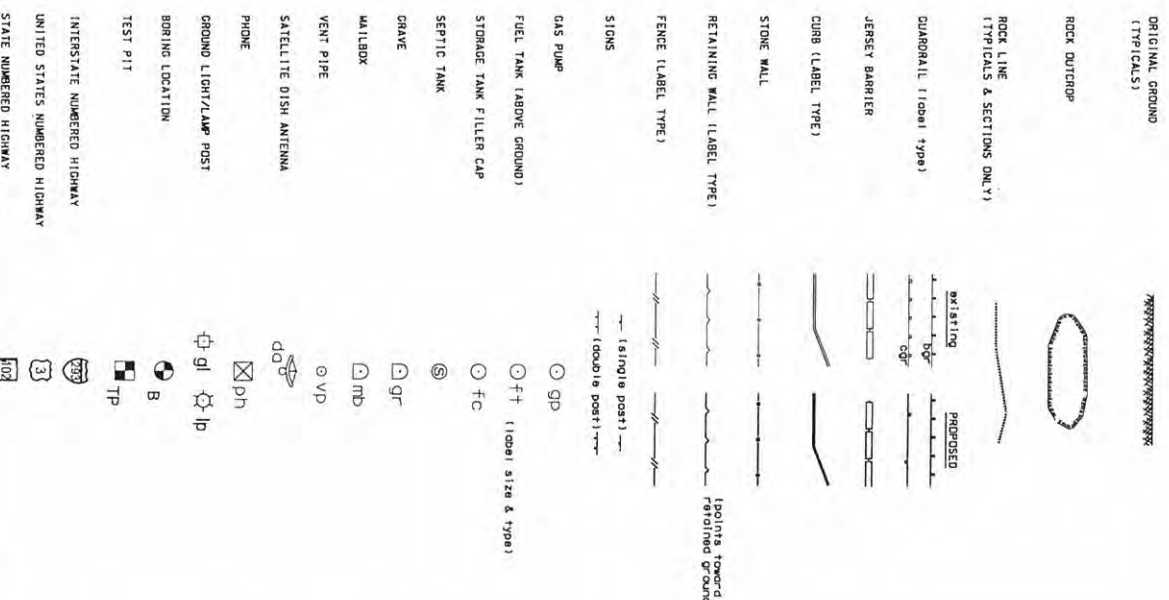 ORIGINAL GROUND
(TYPICALS)
ROCK OUTCROP
ROCK LINE
(TYPICALS & SECTIONS ONLY)
existing
PROPOSED
GUARDRAIL (label type)
bgr
cgr
JERSEY BARRIER
CURB (LABEL TYPE)
STONE WALL
RETAINING WALL (LABEL TYPE)
(points toward
retained ground
FENCE (LABEL TYPE)
SIGNS
(single post)
(double post)
GAS PUMP
gp
FUEL TANK (ABOVE GROUND)
ft
(label size & type)
STORAGE TANK FILLER CAP
fc
SEPTIC TANK
S
GRAVE
gr
MAILBOX
mb
VENT PIPE
vp
SATELLITE DISH ANTENNA
da
PHONE
ph
GROUND LIGHT/LAMP POST
gl
lp
BORING LOCATION
B
TEST PIT
TP
INTERSTATE NUMBERED HIGHWAY
293
UNITED STATES NUMBERED HIGHWAY
3
STATE NUMBERED HIGHWAY
102